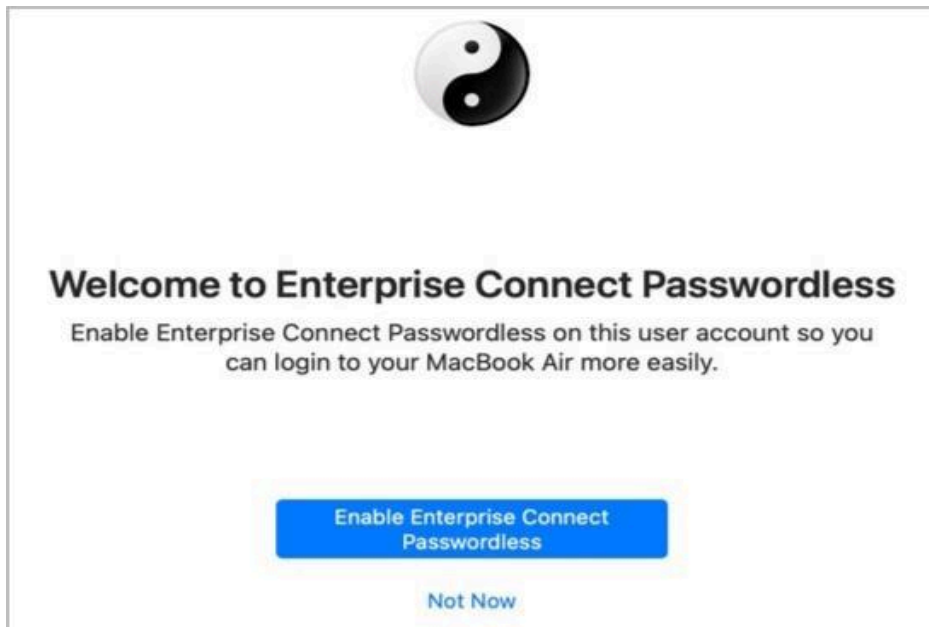 Welcome to Enterprise Connect Passwordless
Enable Enterprise Connect Passwordless on this user account so you
can login to your MacBook Air more easily.
Enable Enterprise Connect
Passwordless
Not Now